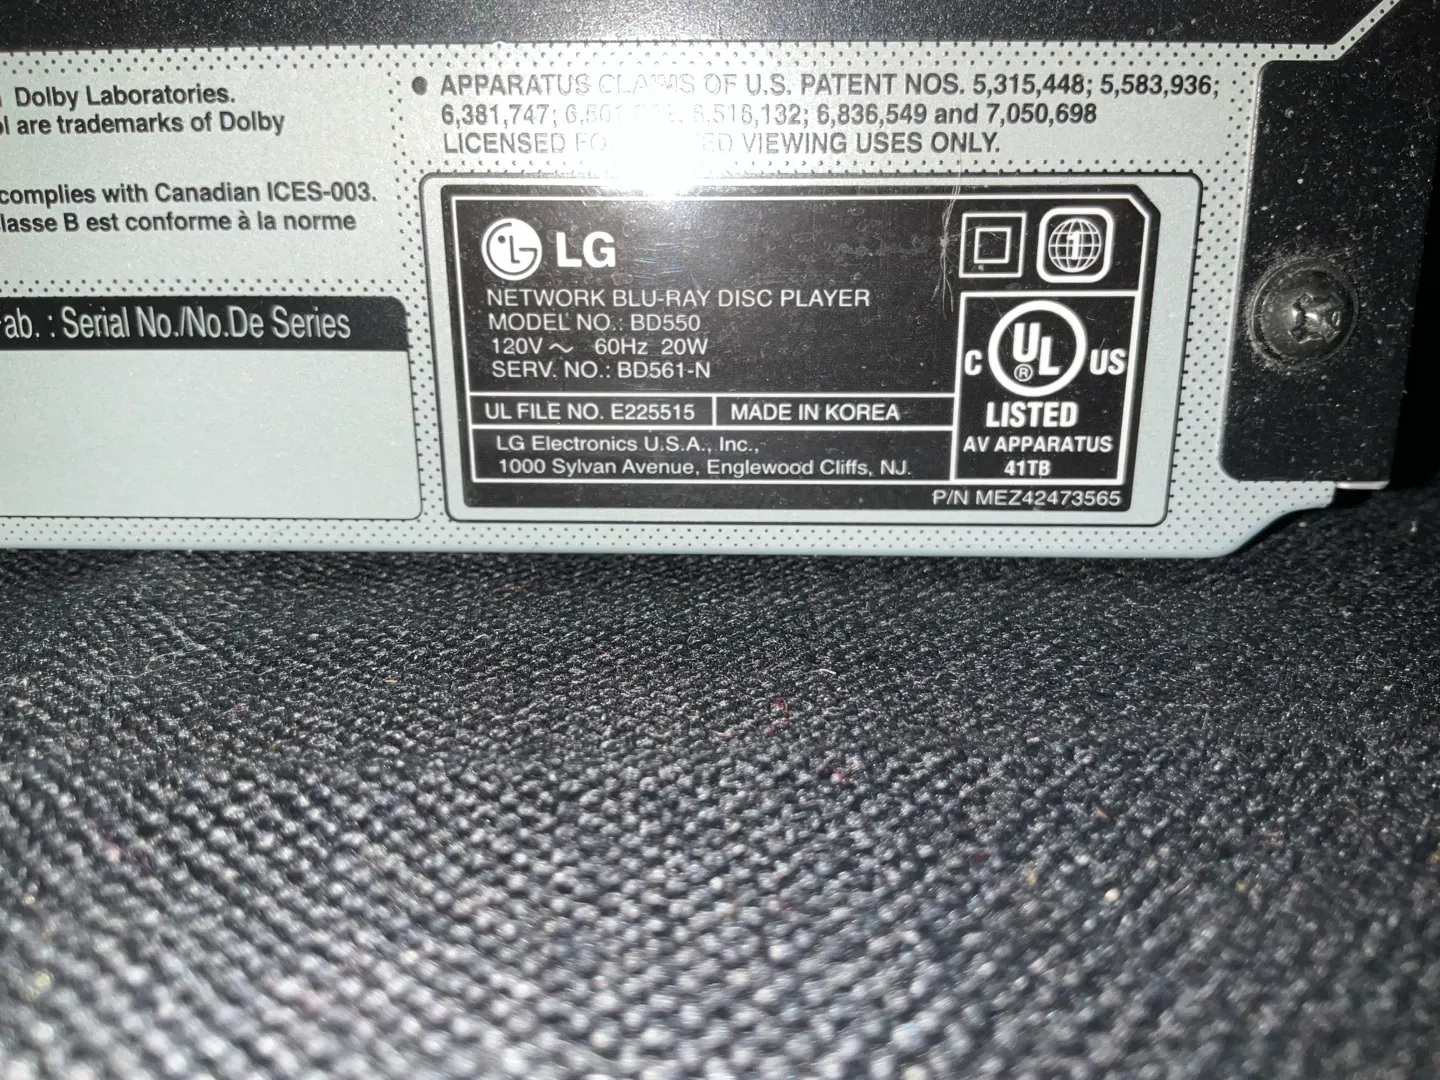 Dolby Laboratories.
are trademarks of Dolby
complies with Canadian ICES-003.
B est conforme à la norme
ab. : Serial No./No.De Series
● APPARATUS CLAIMS OF U.S. PATENT NOS. 5,315,448; 5,583,936;
6,381,747; 6,516,132; 6,836,549 and 7,050,698
LICENSED VIEWING USES ONLY.
LG
NETWORK BLU-RAY DISC PLAYER
MODEL NO.: BD550
120V ~ 60Hz 20W
SERV. NO.: BD561-N
UL FILE NO. E225515
MADE IN KOREA
LG Electronics U.S.A., Inc.,
1000 Sylvan Avenue, Englewood Cliffs, NJ.
1
C UL ® US
LISTED
AV APPARATUS
41TB
P/N MEZ42473565